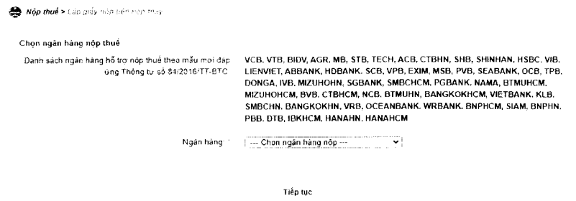 Nộp thuế > Lập giấy nộp tiền nộp thay
Chọn ngân hàng nộp thuế
Danh sách ngân hàng hỗ trợ nộp thuế theo mẫu mới đáp
ứng Thông tư số 84/2016/TT-BTC
VCB, VTB, BIDV, AGR, MB, STB, TECH, ACB, CTBHN, SHB, SHINHAN, HSBC, VIB,
LIENVIET, ABBANK, HDBANK, SCB, VPB, EXIM, MSB, PVB, SEABANK, OCB, TPB,
DONGA, IVB, MIZUHOHN, SGBANK, SMBCHCM, PGBANK, NAMA, BTMUHCM,
MIZUHOHCM, BVB, CTBHCM, NCB, BTMUHN, BANGKOKHCM, VIETBANK, KLB,
SMBCHN, BANGKOKHN, VRB, OCEANBANK, WRBANK, BNPHCM, SIAM, BNPHN,
PBB, DTB, IBKHCM, HANAHN, HANAHCM
Ngân hàng
--- Chọn ngân hàng nộp ---
Tiếp tục